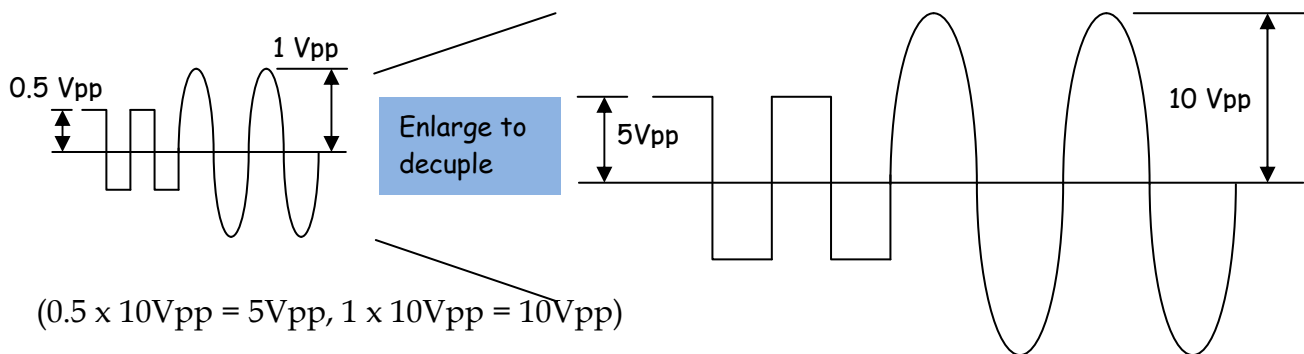 1 Vpp
0.5 Vpp
Enlarge to
decuple
5Vpp
10 Vpp
(0.5 x 10Vpp = 5Vpp, 1 x 10Vpp = 10Vpp)